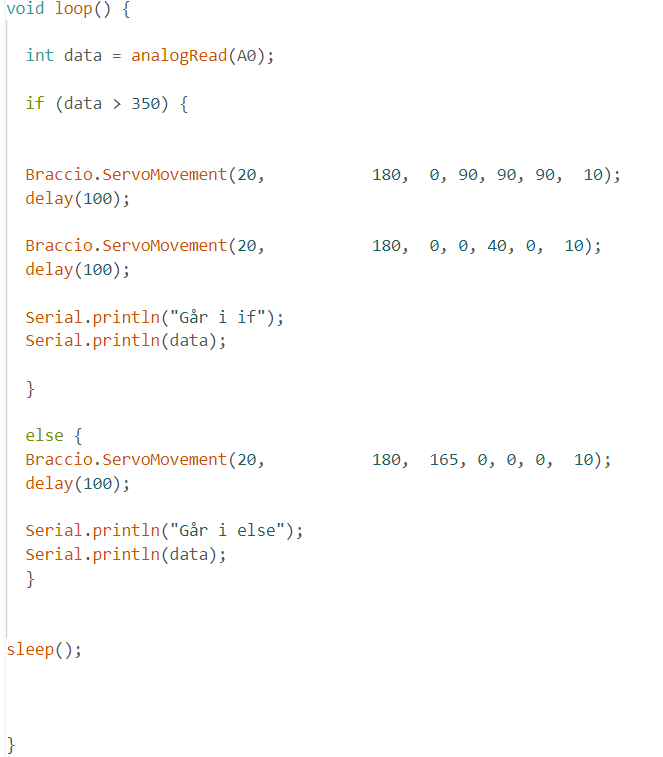 void loop() {
int data = analogRead(A0);
if (data > 350) {
Braccio.ServoMovement(20,           180,  0, 90, 90, 90,  10);
delay(100);
Braccio.ServoMovement(20,           180,  0, 0, 40, 0,  10);
delay(100);
Serial.println("Går i if");
Serial.println(data);
}
else {
Braccio.ServoMovement(20,           180,  165, 0, 0, 0,  10);
delay(100);
Serial.println("Går i else");
Serial.println(data);
}
sleep();
}